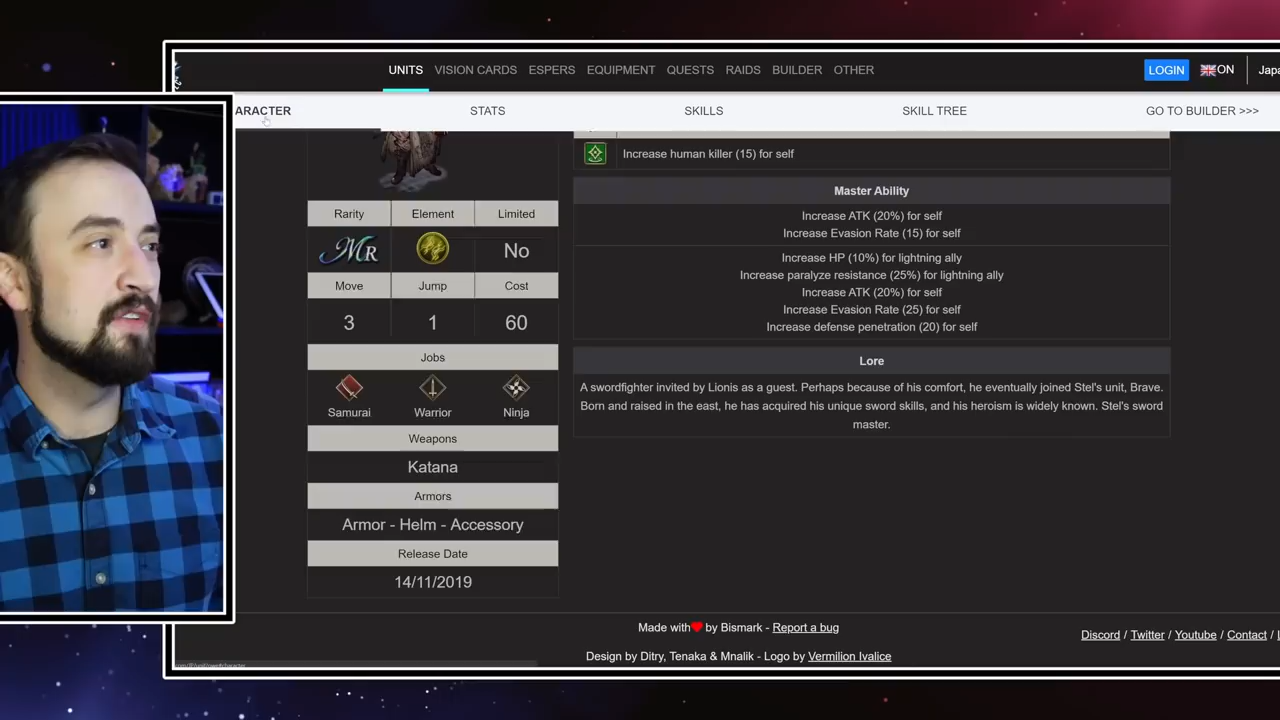 UNITS VISION CARDS ESPERS EQUIPMENT QUESTS RAIDS BUILDER OTHER LOGIN ON Japa
ARACTER STATS SKILLS SKILL TREE GO TO BUILDER >>>
Increase human killer (15) for self
Master Ability
Increase ATK (20%) for self
Increase Evasion Rate (15) for self
Increase HP (10%) for lightning ally
Increase paralyze resistance (25%) for lightning ally
Increase ATK (20%) for self
Increase Evasion Rate (25) for self
Increase defense penetration (20) for self
Lore
A swordfighter invited by Lionis as a guest. Perhaps because of his comfort, he eventually joined Stel's unit, Brave.
Born and raised in the east, he has acquired his unique sword skills, and his heroism is widely known. Stel's sword
master.
Rarity Element Limited
MR No
Move Jump Cost
3 1 60
Jobs
Samurai Warrior Ninja
Weapons
Katana
Armors
Armor - Helm - Accessory
Release Date
14/11/2019
Made with by Bismark - Report a bug
Discord / Twitter / Youtube / Contact /
Design by Ditry, Tenaka & Mnalik - Logo by Vermilion Ivalice